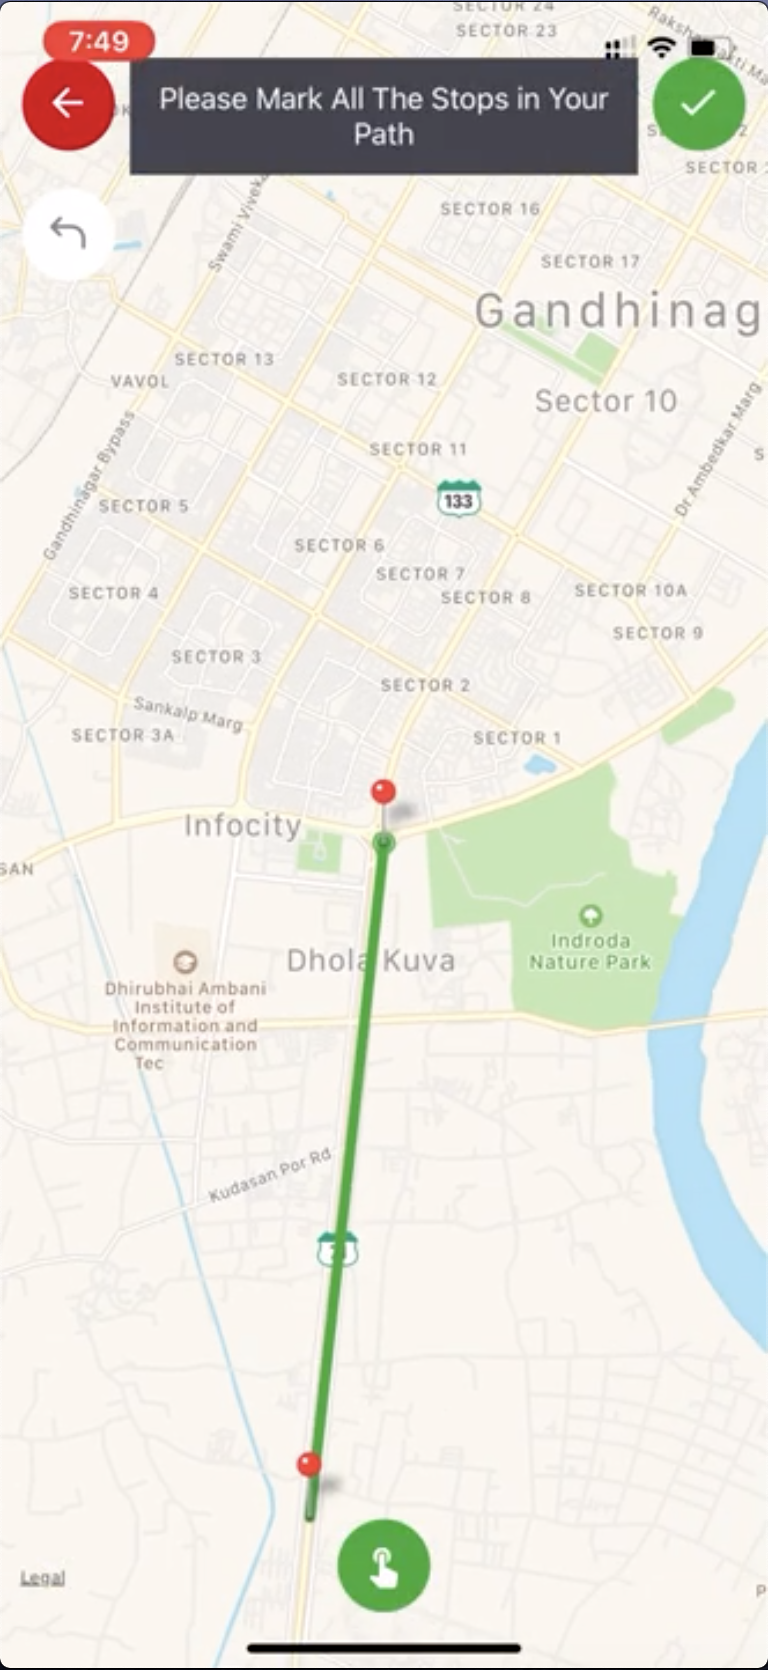 SECTOR 24
SECTOR 23
7:49
Please Mark All The Stops in Your
Path
SECTOR
SECTOR 16
Swami Vivek
SECTOR 17
Gandhinag
SECTOR 13
VAVOL
SECTOR 12
Sector 10
Dr Ambedkar Marg
SECTOR 11
Gandhinagar Bypass
133
SECTOR 5
SECTOR 6
SECTOR 7
SECTOR 4
SECTOR 8
SECTOR 10A
SECTOR 9
SECTOR 3
SECTOR 2
Sankalp Marg
SECTOR 3A
SECTOR 1
Infocity
SAN
Indroda
Nature Park
Dhola Kuva
Dhirubhai Ambani
Institute of
Information and
Communication
Tec
Kudasan Por Rd
Legal
P